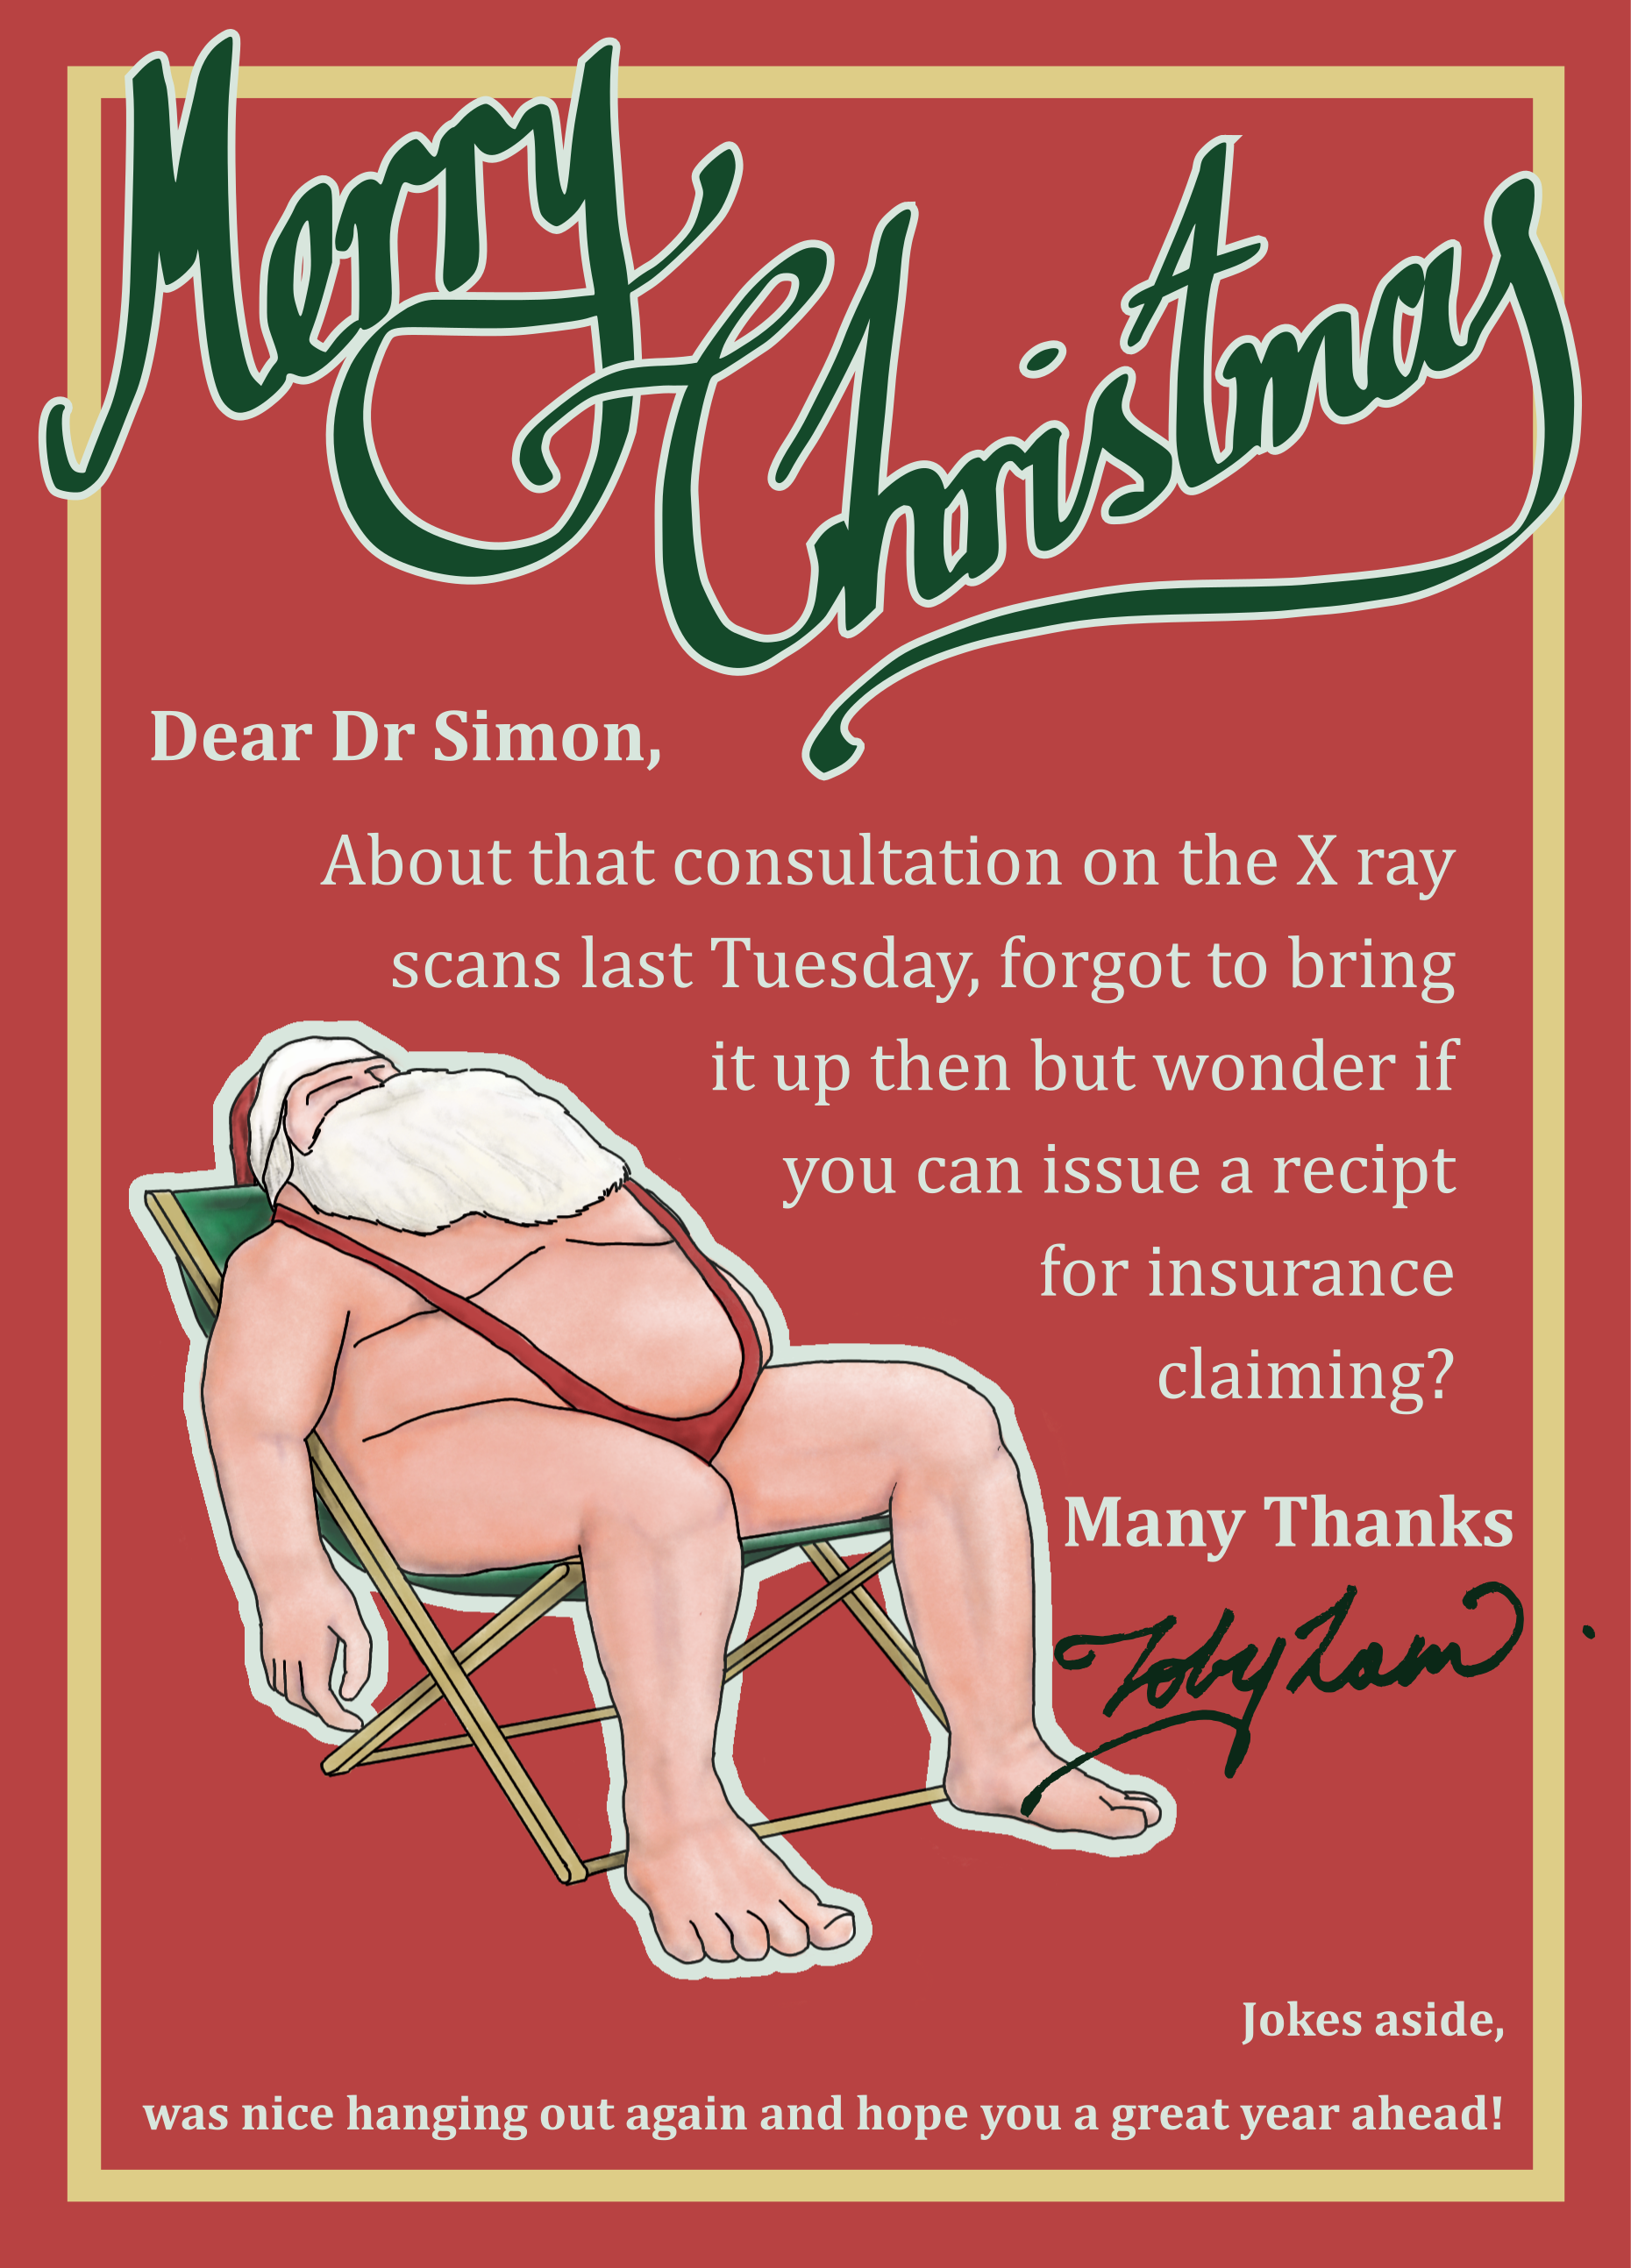 Merry
Christmas
Dear Dr Simon,
About that consultation on the X ray
scans last Tuesday, forgot to bring
it up then but wonder if
you can issue a recipt
for insurance
claiming?
Many Thanks
Toby Lam
Jokes aside,
was nice hanging out again and hope you a great year ahead!